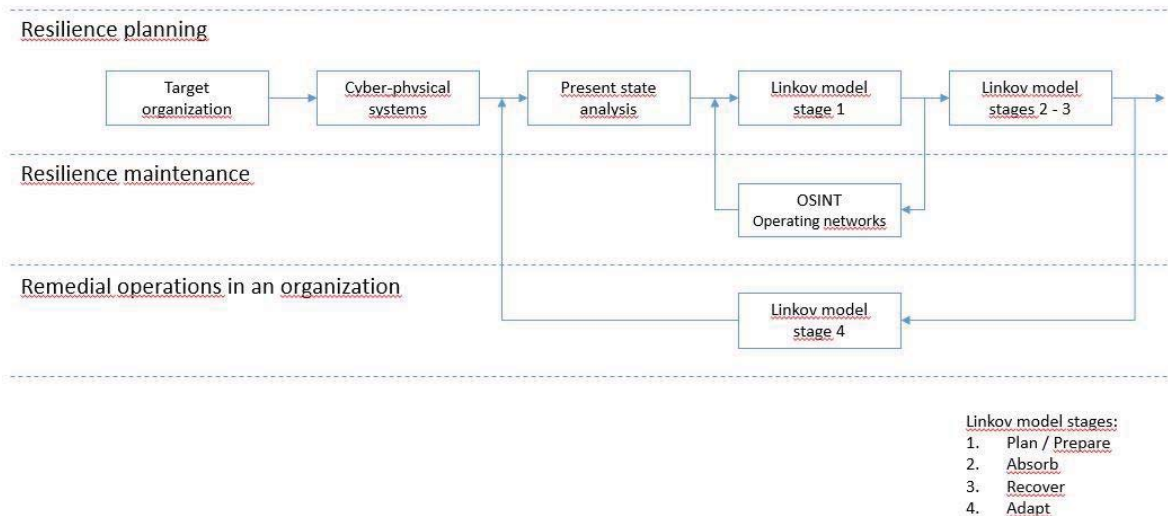 Resilience planning
Target
organization
Cyber-physical
systems
Present state
analysis
Linkov model
stage 1
Linkov model
stages 2 - 3
Resilience maintenance
OSINT
Operating networks
Remedial operations in an organization
Linkov model
stage 4
Linkov model stages:
1. Plan / Prepare
2. Absorb
3. Recover
4. Adapt